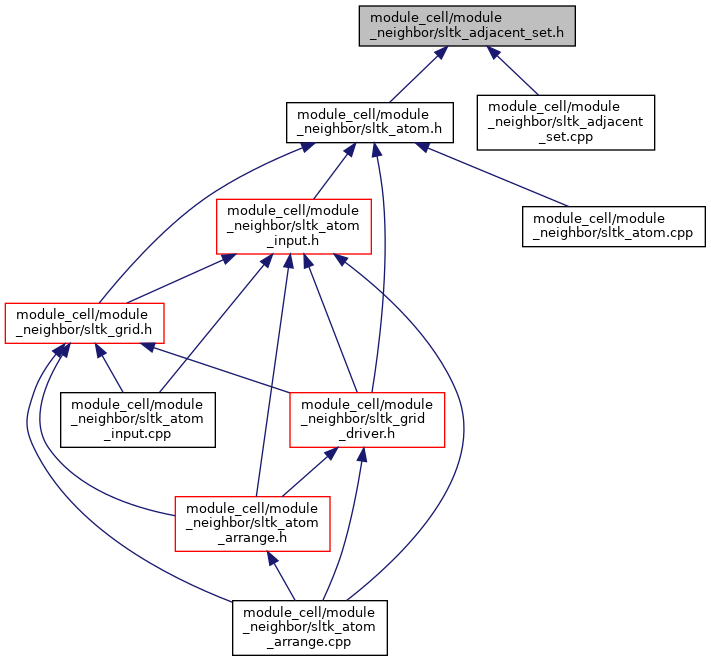 module_cell/module
_neighbor/sltk_adjacent_set.h
module_cell/module
_neighbor/sltk_atom.h
module_cell/module
_neighbor/sltk_adjacent
_set.cpp
module_cell/module
_neighbor/sltk_atom
_input.h
module_cell/module
_neighbor/sltk_atom.cpp
module_cell/module
_neighbor/sltk_grid.h
module_cell/module
_neighbor/sltk_atom
_input.cpp
module_cell/module
_neighbor/sltk_grid
_driver.h
module_cell/module
_neighbor/sltk_atom
_arrange.h
module_cell/module
_neighbor/sltk_atom
_arrange.cpp